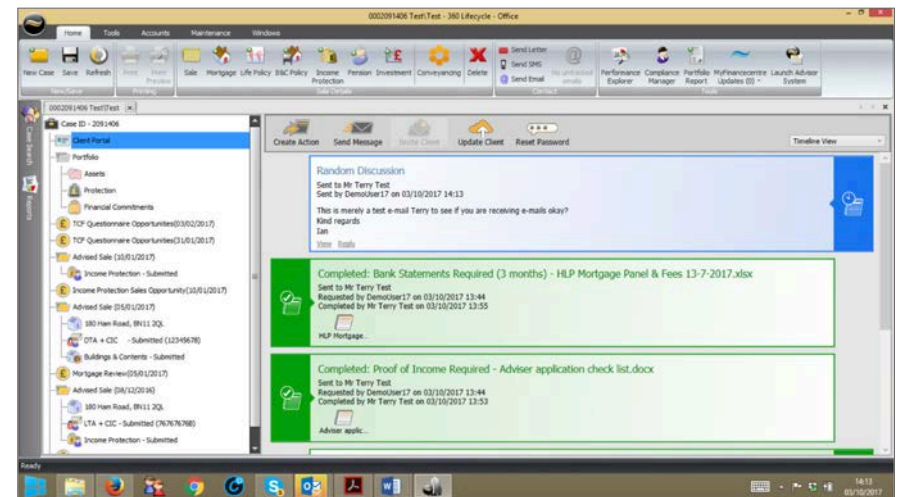 0002091406 Test\Test - 360 Lifecycle - Office
Home Tools Accounts Maintenance Windows
New Case Save Refresh Print Print Preview Sale Mortgage Life Policy B&C Policy Income Protection Pension Investment Conveyancing Delete
Send Letter
Send SMS
Send Email
Performance Explorer Compliance Manager Portfolio Report MyFinancecentre Updates (0) Launch Advisor System
New/Save Printing Sale Details Contact Tools
0002091406 Test\Test
Case Search
Reports
Case ID - 2091406
Client Portal
Portfolio
Assets
Protection
Financial Commitments
TCF Questionnaire Opportunities(03/02/2017)
TCF Questionnaire Opportunities(31/01/2017)
Advised Sale (10/01/2017)
Income Protection - Submitted
Income Protection Sales Opportunity(10/01/2017)
Advised Sale (05/01/2017)
180 Ham Road, BN11 2QL
DTA + CIC - Submitted (12345678)
Buildings & Contents - Submitted
Mortgage Review(05/01/2017)
Advised Sale (08/12/2016)
180 Ham Road, BN11 2QL
LTA + CIC - Submitted (767676768)
Income Protection - Submitted
Create Action Send Message Invite Client Update Client Reset Password
Timeline View
Random Discussion
Sent to Mr Terry Test
Sent by DemoUser17 on 03/10/2017 14:13
This is merely a test e-mail Terry to see if you are receiving e-mails okay?
Kind regards
Ian
View Reply
Completed: Bank Statements Required (3 months) - HLP Mortgage Panel & Fees 13-7-2017.xlsx
Sent to Mr Terry Test
Requested by DemoUser17 on 03/10/2017 13:44
Completed by Mr Terry Test on 03/10/2017 13:55
HLP Mortgage...
Completed: Proof of Income Required - Adviser application check list.docx
Sent to Mr Terry Test
Requested by DemoUser17 on 03/10/2017 13:44
Completed by Mr Terry Test on 03/10/2017 13:53
Adviser applic...
Ready
14:13
03/10/2017